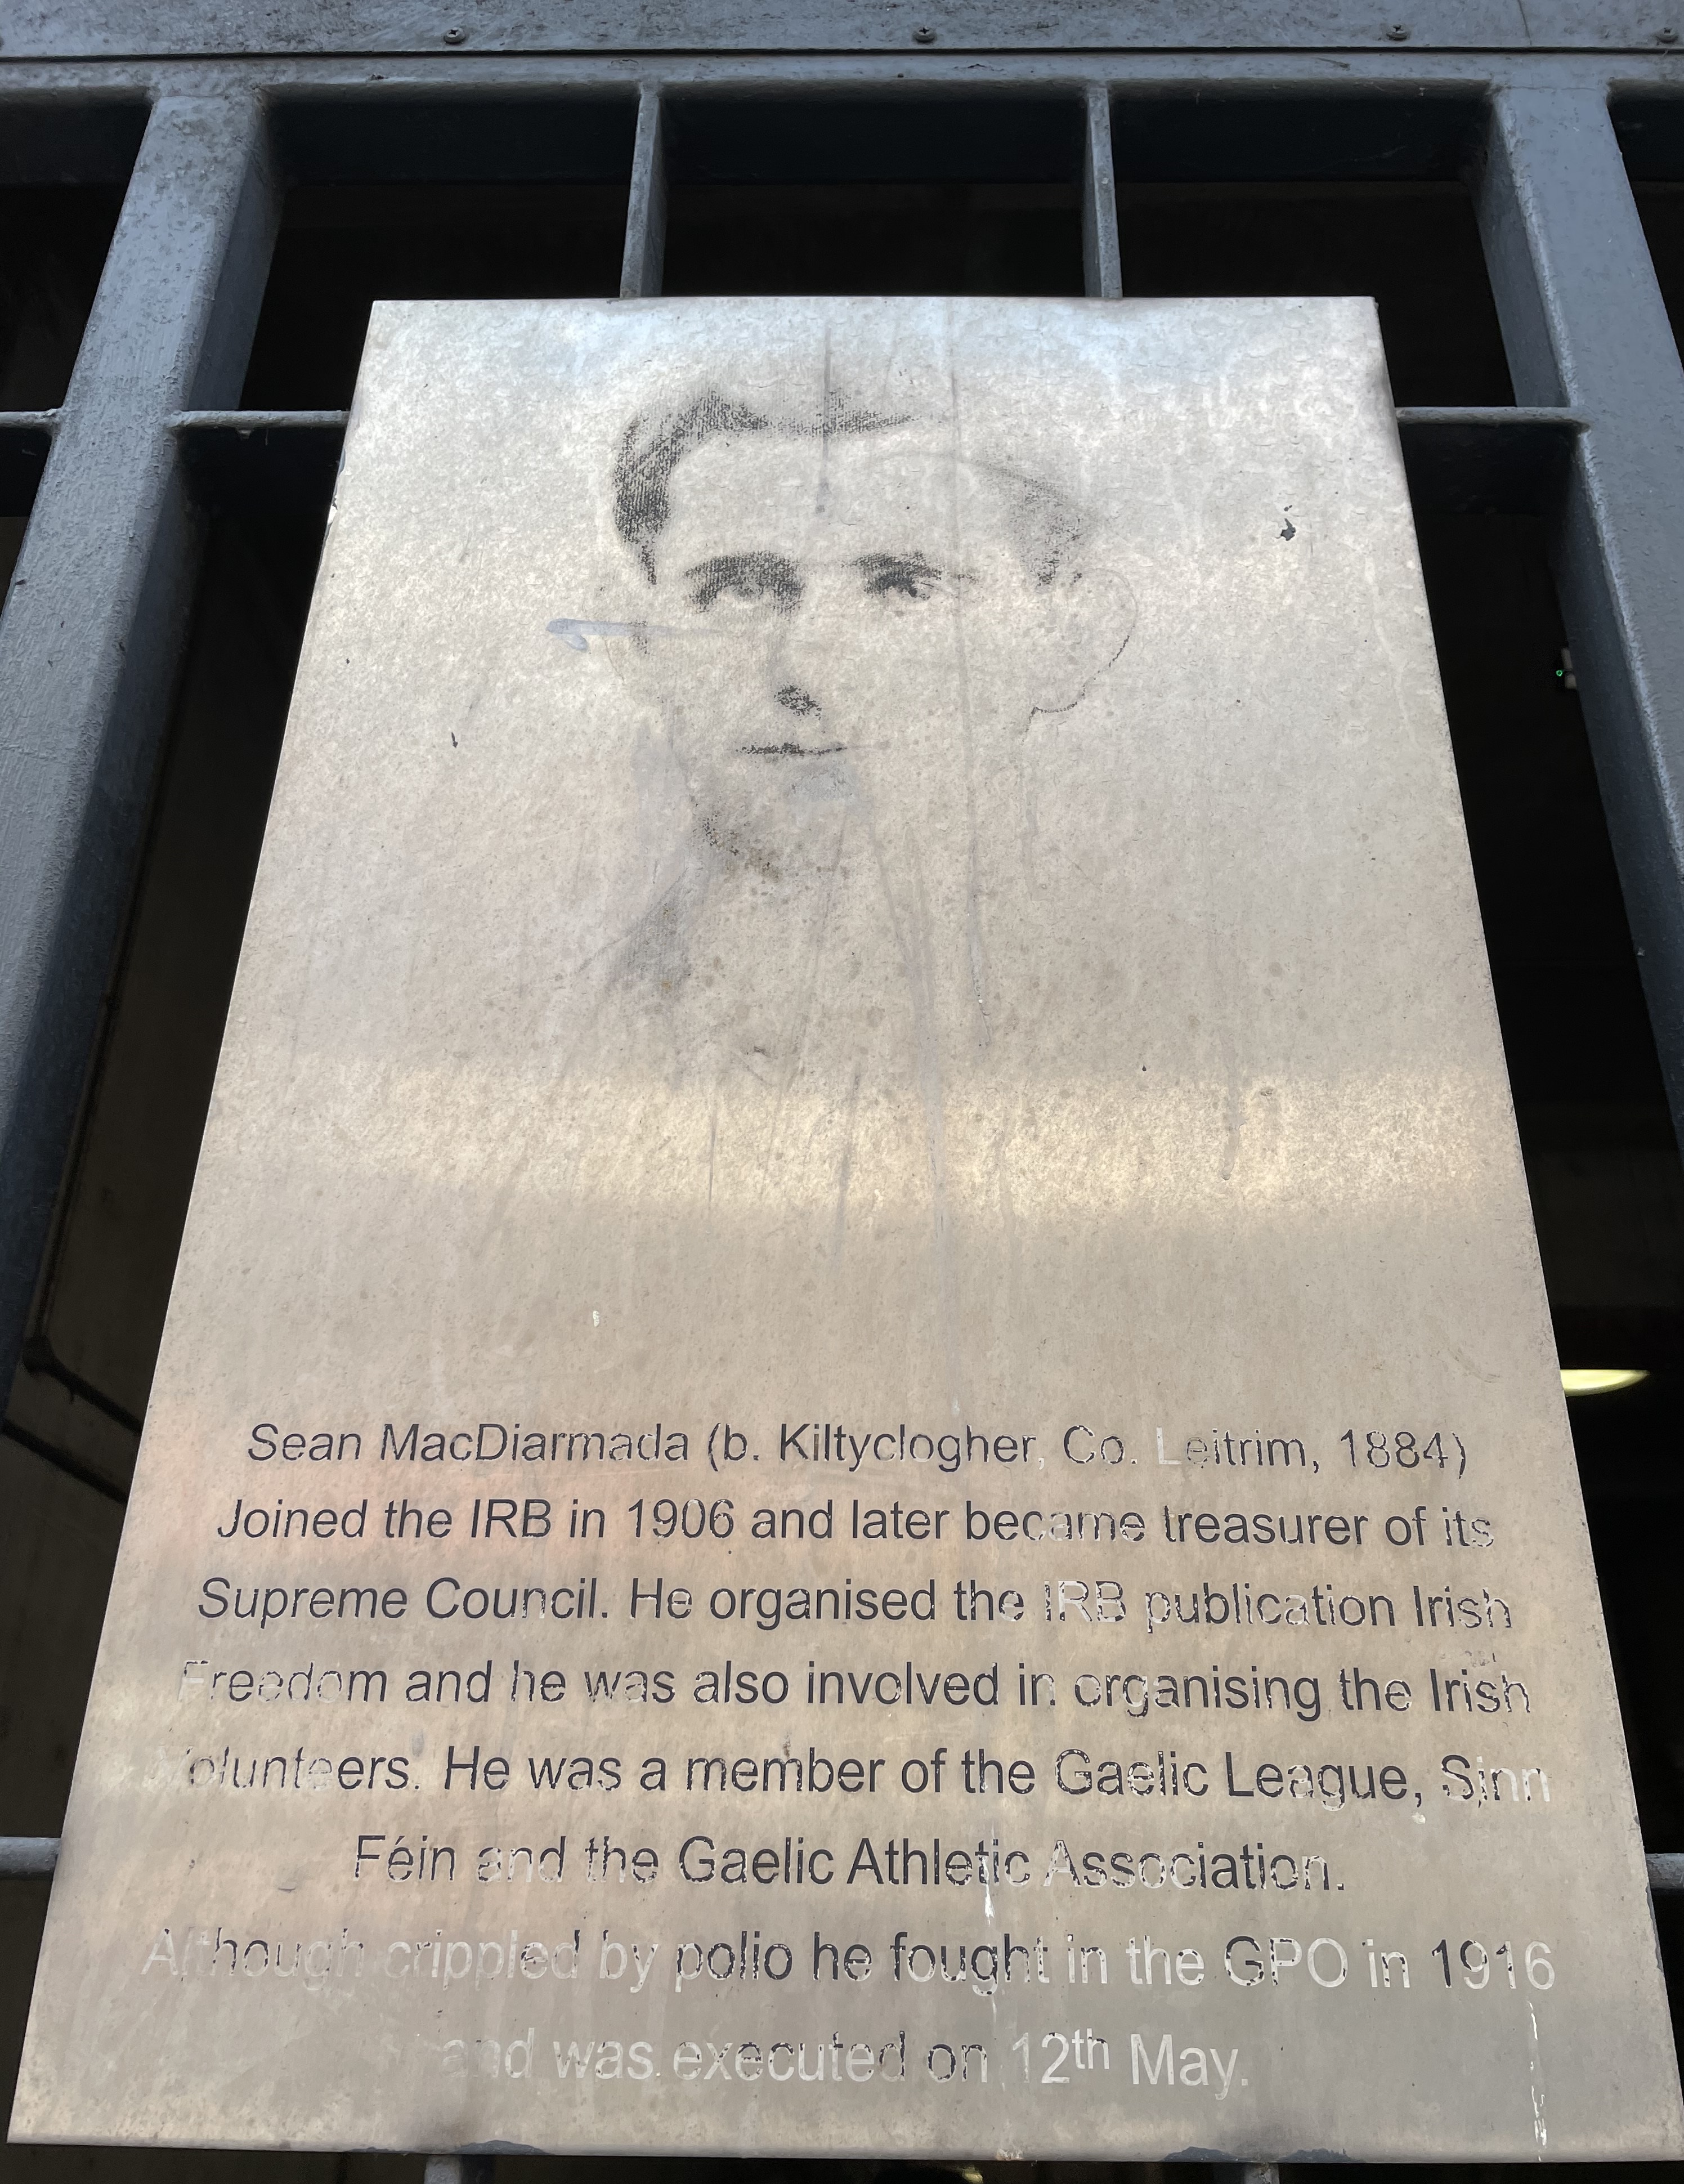 Sean MacDiarmada (b. Kiltyclogher, Co. Leitrim, 1884)
Joined the IRB in 1906 and later became treasurer of its
Supreme Council. He organised the IRB publication Irish
Freedom and he was also involved in organising the Irish
Volunteers. He was a member of the Gaelic League, Sinn
Féin and the Gaelic Athletic Association.
Although crippled by polio he fought in the GPO in 1916
and was executed on 12th May.